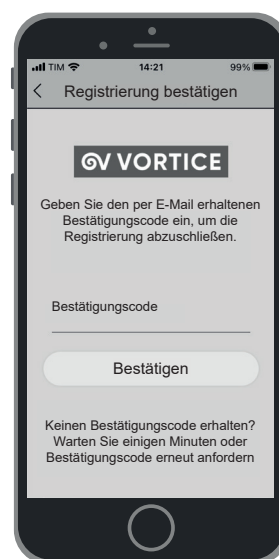 TIM 14:21 99%
Registrierung bestätigen
VORTICE
Geben Sie den per E-Mail erhaltenen
Bestätigungscode ein, um die
Registrierung abzuschließen.
Bestätigungscode
Bestätigen
Keinen Bestätigungscode erhalten?
Warten Sie einigen Minuten oder
Bestätigungscode erneut anfordern